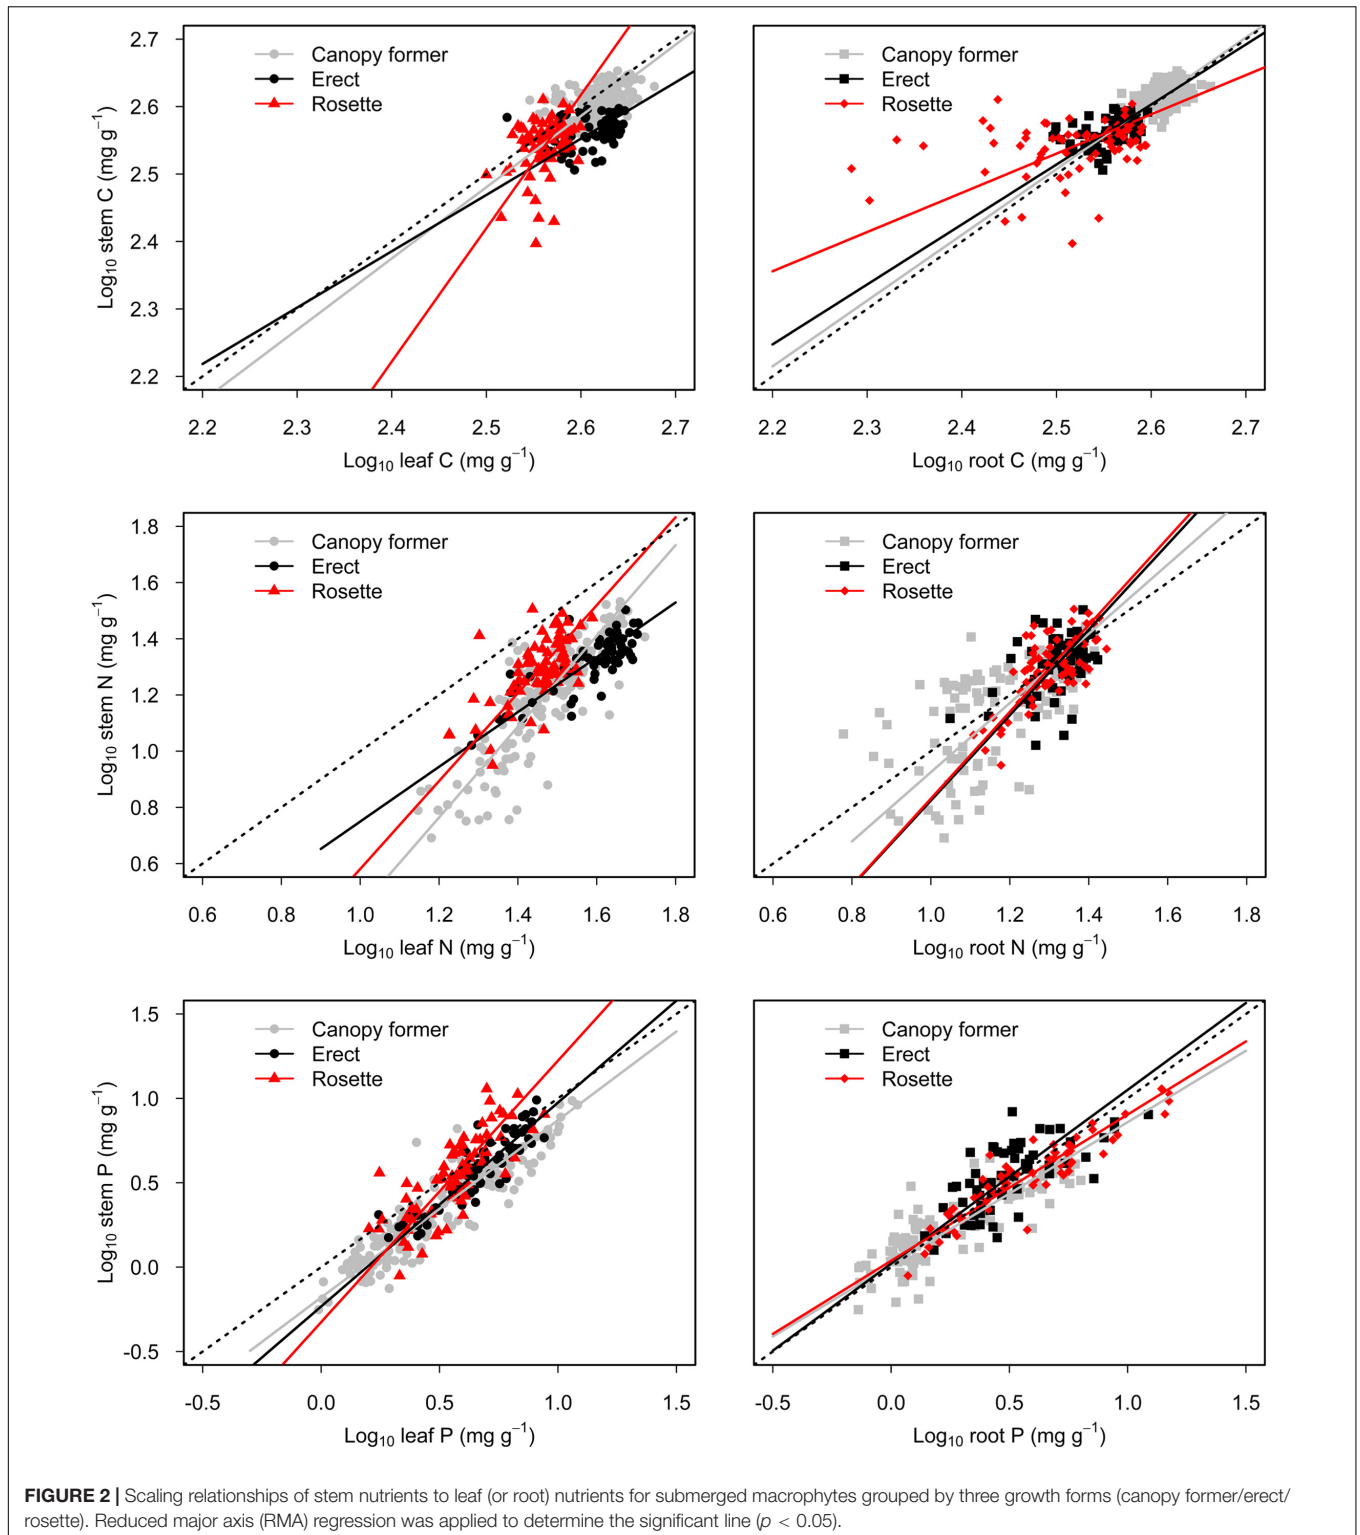 2.7
2.6
2.5
2.4
2.3
2.2
Log10 stem C (mg g−1)
Canopy former
Erect
Rosette
2.2 2.3 2.4 2.5 2.6 2.7
Log10 leaf C (mg g−1)
Canopy former
Erect
Rosette
2.2 2.3 2.4 2.5 2.6 2.7
Log10 root C (mg g−1)
1.8
1.6
1.4
1.2
1.0
0.8
0.6
Log10 stem N (mg g−1)
Canopy former
Erect
Rosette
0.6 0.8 1.0 1.2 1.4 1.6 1.8
Log10 leaf N (mg g−1)
Canopy former
Erect
Rosette
0.6 0.8 1.0 1.2 1.4 1.6 1.8
Log10 root N (mg g−1)
1.5
1.0
0.5
0.0
-0.5
Log10 stem P (mg g−1)
Canopy former
Erect
Rosette
-0.5 0.0 0.5 1.0 1.5
Log10 leaf P (mg g−1)
Canopy former
Erect
Rosette
-0.5 0.0 0.5 1.0 1.5
Log10 root P (mg g−1)
FIGURE 2 | Scaling relationships of stem nutrients to leaf (or root) nutrients for submerged macrophytes grouped by three growth forms (canopy former/erect/
rosette). Reduced major axis (RMA) regression was applied to determine the significant line (p < 0.05).